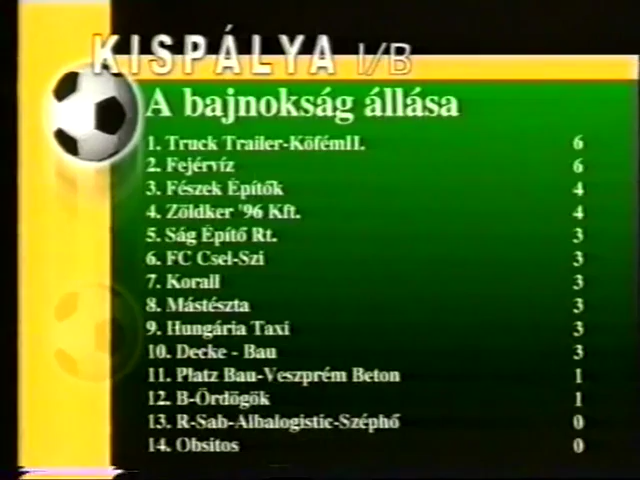 KISPÁLYA I/B
A bajnokság állása
1. Truck Trailer-KöfémII. 6
2. Fejérvíz 6
3. Fészek Építők 4
4. Zöldker '96 Kft. 4
5. Ság Építő Rt. 3
6. FC Csel-Szi 3
7. Korall 3
8. Mástészta 3
9. Hungária Taxi 3
10. Decke - Bau 3
11. Platz Bau-Veszprém Beton 1
12. B-Ördögök 1
13. R-Sab-Albalogistic-Széphő 0
14. Obsitos 0